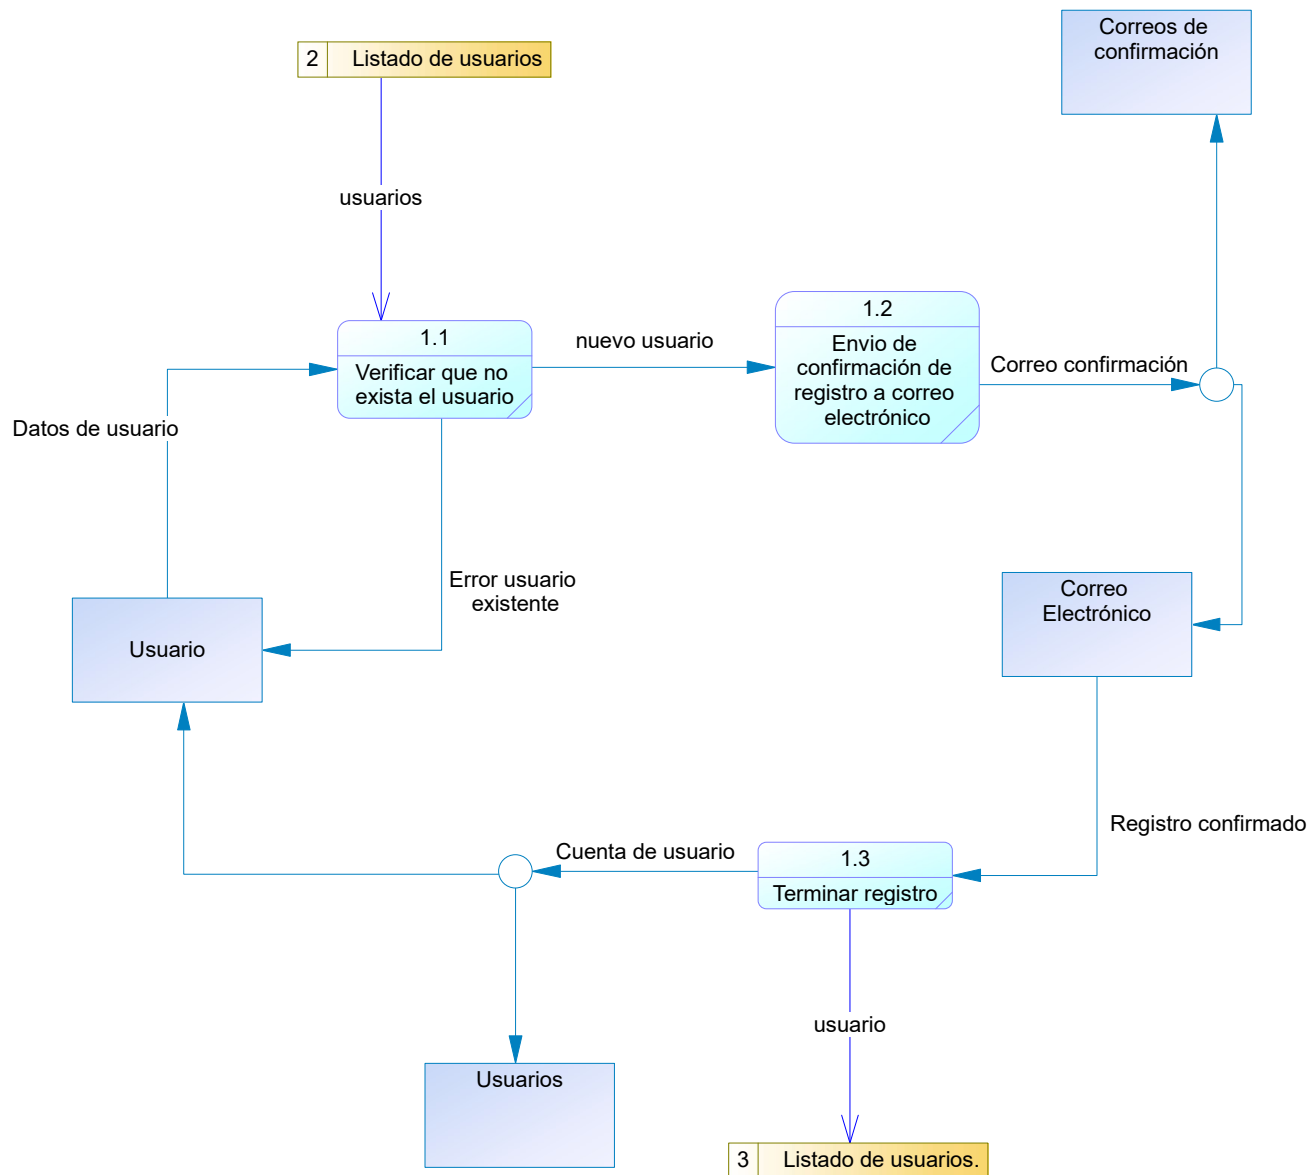 Correos de
confirmación
2 Listado de usuarios
usuarios
1.1
Verificar que no
exista el usuario
nuevo usuario
1.2
Envio de
confirmación de
registro a correo
electrónico
Correo confirmación
Datos de usuario
Error usuario
existente
Usuario
Correo
Electrónico
Registro confirmado
Cuenta de usuario
1.3
Terminar registro
usuario
Usuarios
3 Listado de usuarios.